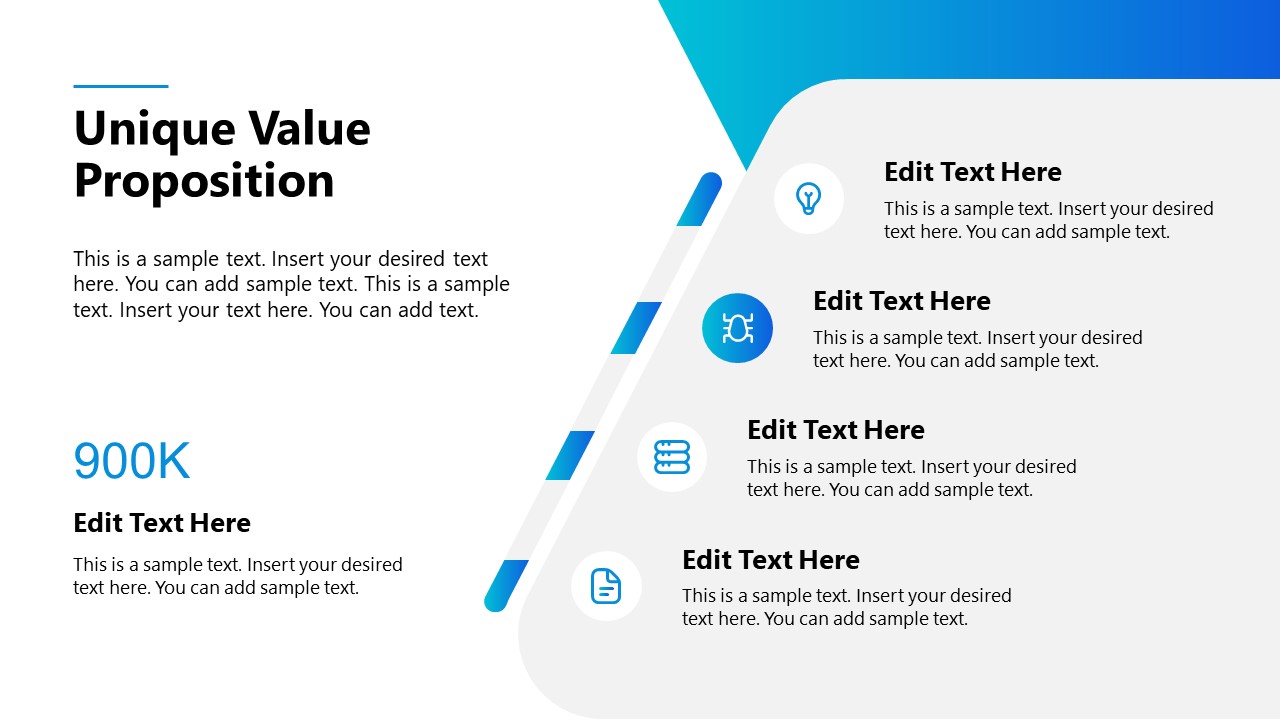 Unique Value
Proposition
This is a sample text. Insert your desired text
here. You can add sample text. This is a sample
text. Insert your text here. You can add text.
900K
Edit Text Here
This is a sample text. Insert your desired
text here. You can add sample text.
Edit Text Here
This is a sample text. Insert your desired
text here. You can add sample text.
Edit Text Here
This is a sample text. Insert your desired
text here. You can add sample text.
Edit Text Here
This is a sample text. Insert your desired
text here. You can add sample text.
Edit Text Here
This is a sample text. Insert your desired
text here. You can add sample text.